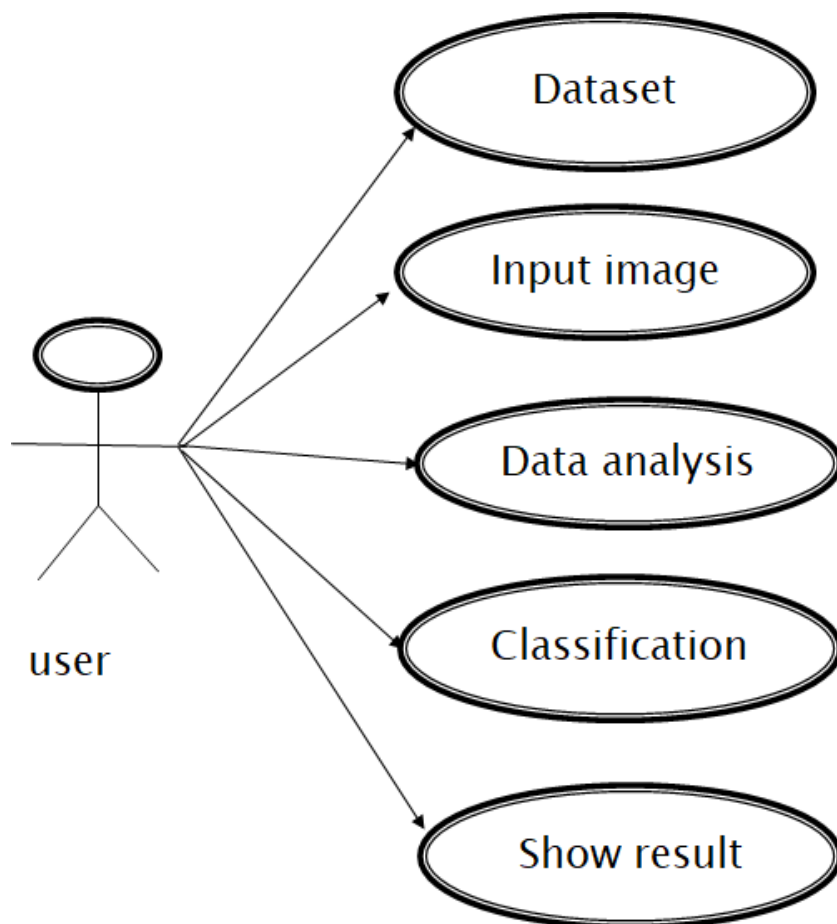 Dataset
Input image
Data analysis
Classification
user
Show result